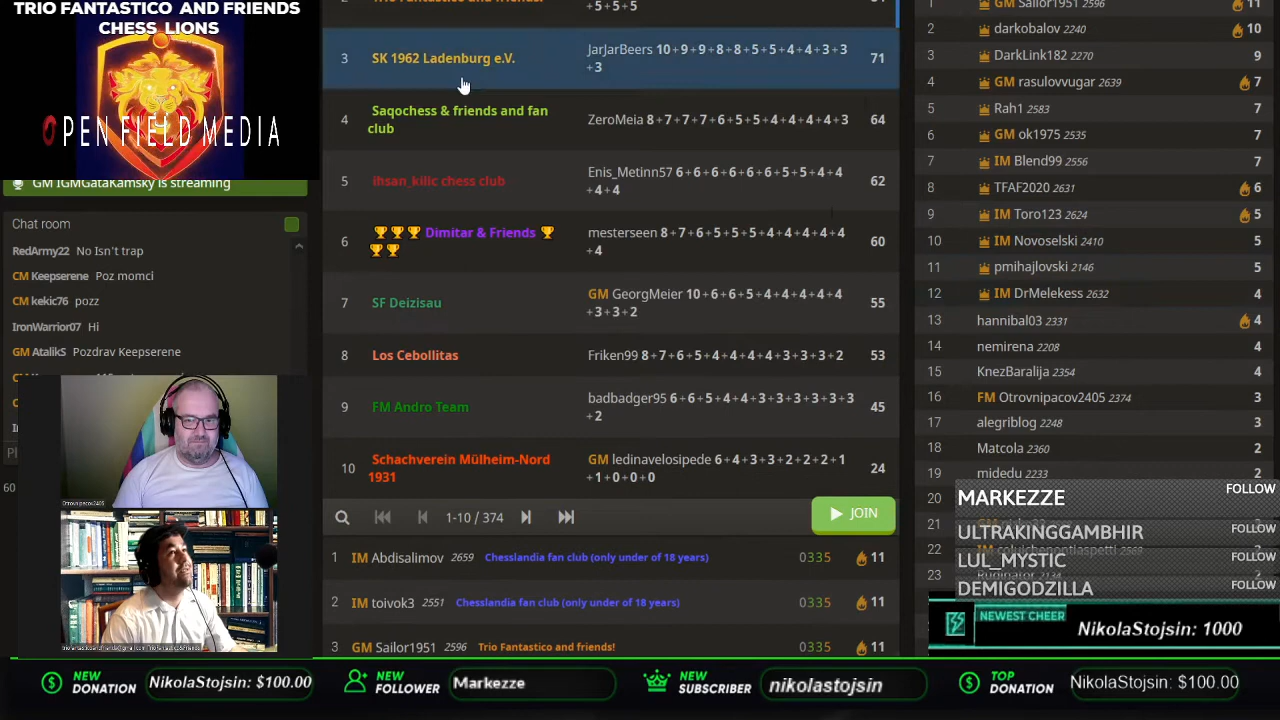 TRIO FANTASTICO AND FRIENDS
CHESS LIONS
OPEN FIELD MEDIA
GM IGMGataKamsky is streaming
Chat room
RedArmy22 No Isn't trap
CM Keepserene Poz momci
CM kekic76 pozz
IronWarrior07 Hi
GM AtalikS Pozdrav Keepserene
60
Otrovnipacov2405
+5+5+5
3 SK 1962 Ladenburg e.V. JarJarBeers 10+9+9+8+8+5+5+4+4+3+3
+3 71
4 Saqochess & friends and fan
club ZeroMeia 8+7+7+7+6+5+5+4+4+4+4+3 64
5 ihsan_kilic chess club Enis_Metinn57 6+6+6+6+6+6+5+5+4+4
+4+4 62
6 Dimitar & Friends mesterseen 8+7+6+5+5+5+4+4+4+4+4
+4 60
7 SF Deizisau GM GeorgMeier 10+6+6+5+4+4+4+4+4
+3+3+2 55
8 Los Cebollitas Friken99 8+7+6+5+4+4+4+4+3+3+3+2 53
9 FM Andro Team badbadger95 6+6+5+4+4+3+3+3+3+3+3
+2 45
10 Schachverein Mülheim-Nord
1931 GM ledinavelosipede 6+4+3+3+2+2+2+1
+1+0+0+0 24
1-10 / 374 JOIN
1 IM Abdisalimov 2659 Chesslandia fan club (only under of 18 years) 0335 11
2 IM toivok3 2551 Chesslandia fan club (only under of 18 years) 0335 11
3 GM Sailor1951 2596 Trio Fantastico and friends! 0335 11
1 GM Sailor1951 2596 11
2 darkobalov 2240 10
3 DarkLink182 2270 9
4 GM rasulovvugar 2639 7
5 Rah1 2583 7
6 GM ok1975 2535 7
7 IM Blend99 2556 7
8 TFAF2020 2631 6
9 IM Toro123 2624 5
10 IM Novoselski 2410 5
11 pmihajlovski 2146 5
12 IM DrMelekess 2632 4
13 hannibal03 2331 4
14 nemirena 2208 4
15 KnezBaralija 2354 4
16 FM Otrovnipacov2405 2374 3
17 alegriblog 2248 3
18 Matcola 2360 2
19 midedu 2233 2
20
21
22
23
MARKEZZE FOLLOW
ULTRAKINGGAMBHIR FOLLOW
LUL_MYSTIC FOLLOW
DEMIGODZILLA FOLLOW
NEWEST CHEER
NikolaStojsin: 1000
NEW
DONATION NikolaStojsin: $100.00
NEW
FOLLOWER Markezze
NEW
SUBSCRIBER nikolastojsin
TOP
DONATION NikolaStojsin: $100.00